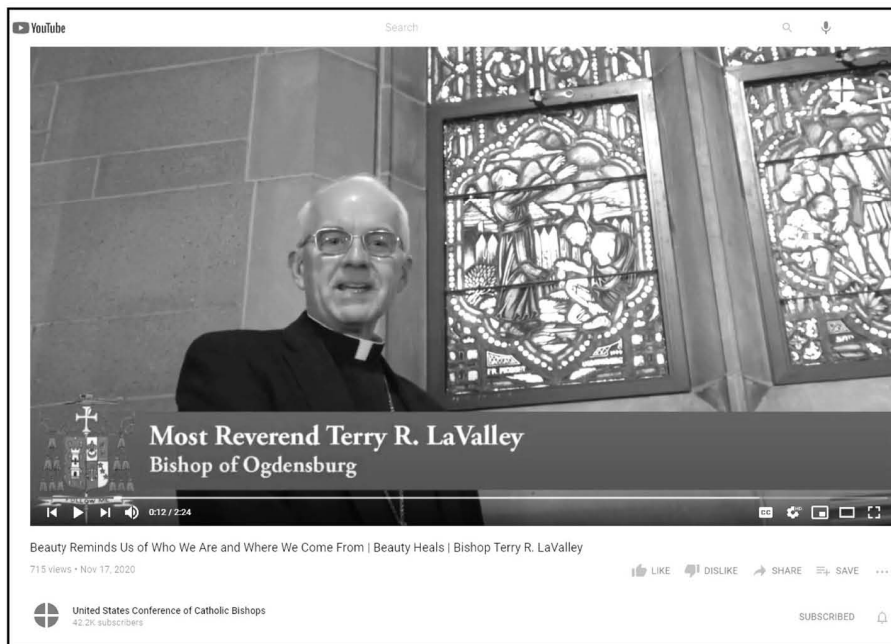 YouTube
Search
Most Reverend Terry R. LaValley
Bishop of Ogdensburg
FOLLOW ME
0:12 / 2:24
CC
Beauty Reminds Us of Who We Are and Where We Come From | Beauty Heals | Bishop Terry R. LaValley
715 views • Nov 17, 2020
LIKE
DISLIKE
SHARE
SAVE
United States Conference of Catholic Bishops
42.2K subscribers
SUBSCRIBED